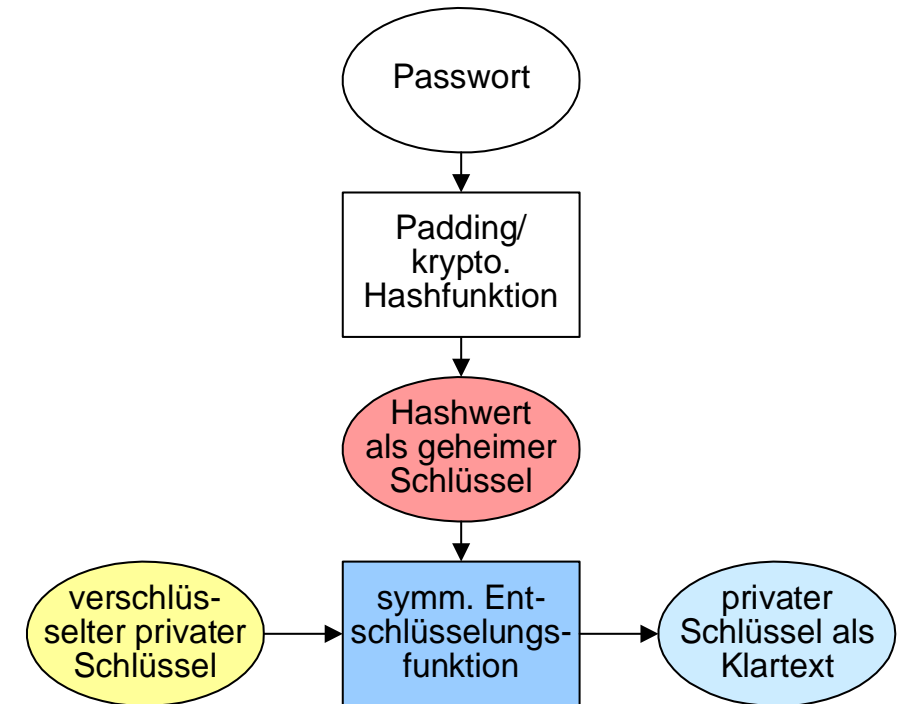 Passwort
Padding/
krypto.
Hashfunktion
Hashwert
als geheimer
Schlüssel
verschlüs-
selter privater
Schlüssel
symm. Ent-
schlüsselungs-
funktion
privater
Schlüssel als
Klartext